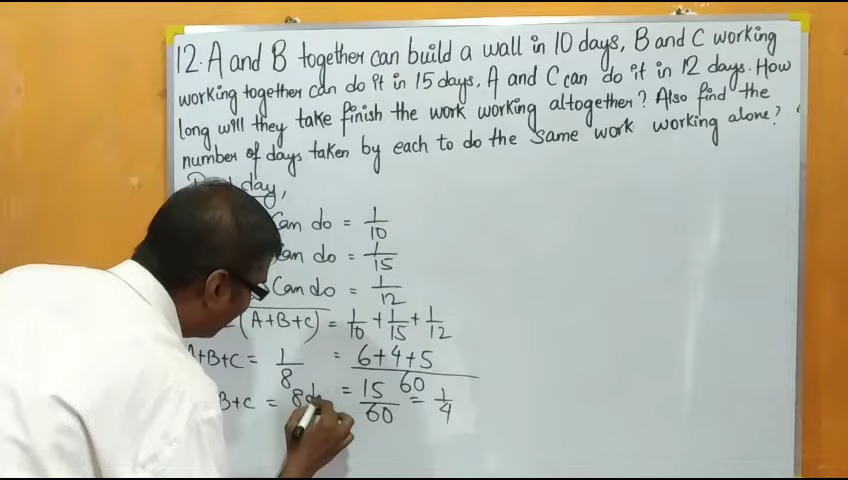 12. A and B together can build a wall in 10 days, B and C working
working together can do it in 15 days, A and C can do it in 12 days. How
long will they take finish the work working altogether? Also find the
number of days taken by each to do the same work working alone?
day,
Can do = 1/10
can do = 1/15
Can do = 1/12
(A+B+C) = 1/10 + 1/15 + 1/12
A+B+C = 1/8 = 6+4+5/60
B+C = 8d = 15/60 = 1/4